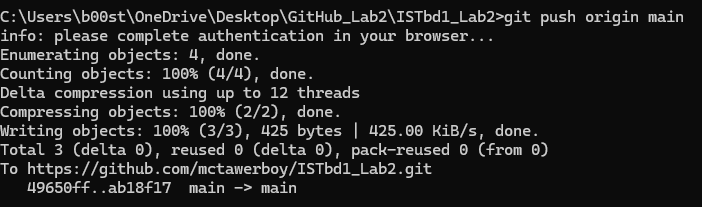 C:\Users\b00st\OneDrive\Desktop\GitHub_Lab2\ISTbd1_Lab2>git push origin main
info: please complete authentication in your browser...
Enumerating objects: 4, done.
Counting objects: 100% (4/4), done.
Delta compression using up to 12 threads
Compressing objects: 100% (2/2), done.
Writing objects: 100% (3/3), 425 bytes | 425.00 KiB/s, done.
Total 3 (delta 0), reused 0 (delta 0), pack-reused 0 (from 0)
To https://github.com/mctawerboy/ISTbd1_Lab2.git
   49650ff..ab18f17  main -> main